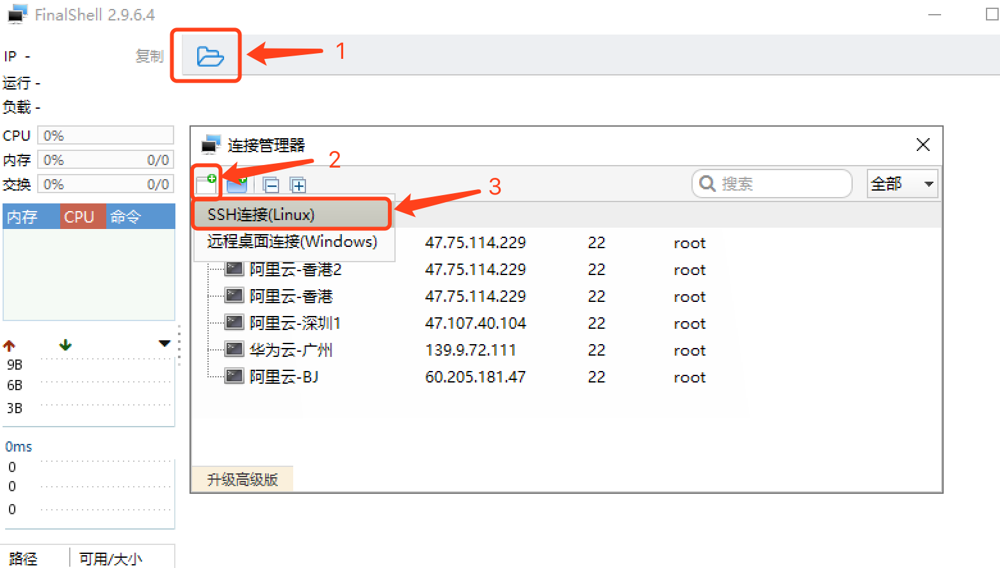 FinalShell 2.9.6.4
IP -
复制
1
运行 -
负载 -
CPU 0%
内存 0% 0/0
交换 0% 0/0
内存 CPU 命令
9B
6B
3B
0ms
0
0
0
路径 可用/大小
连接管理器
2
搜索
全部
3
SSH连接(Linux)
远程桌面连接(Windows) 47.75.114.229 22 root
阿里云-香港2 47.75.114.229 22 root
阿里云-香港 47.75.114.229 22 root
阿里云-深圳1 47.107.40.104 22 root
华为云-广州 139.9.72.111 22 root
阿里云-BJ 60.205.181.47 22 root
升级高级版